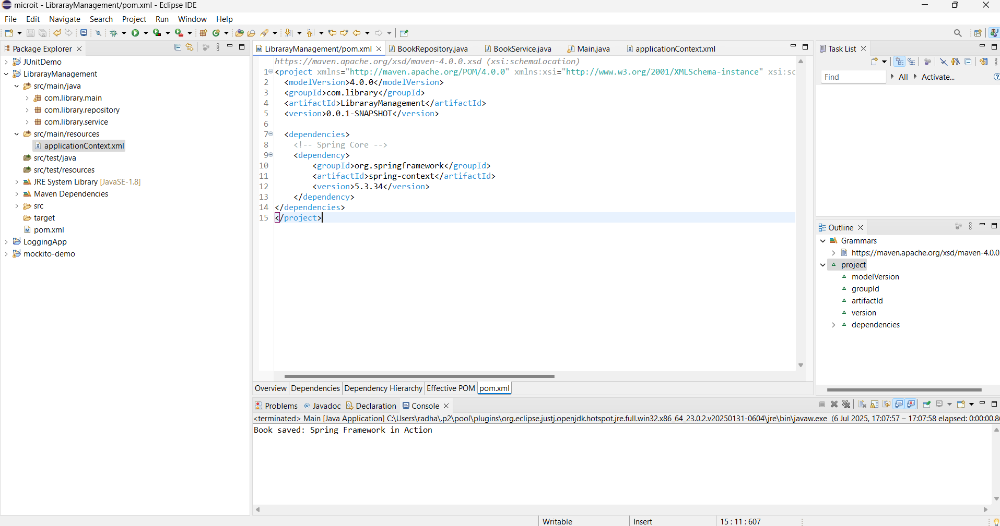 microit - LibrarayManagement/pom.xml - Eclipse IDE
File Edit Navigate Search Project Run Window Help
Package Explorer
JUnitDemo
LibrarayManagement
src/main/java
com.library.main
com.library.repository
com.library.service
src/main/resources
applicationContext.xml
src/test/java
src/test/resources
JRE System Library [JavaSE-1.8]
Maven Dependencies
src
target
pom.xml
LoggingApp
mockito-demo
LibrarayManagement/pom.xml BookRepository.java BookService.java Main.java applicationContext.xml
https://maven.apache.org/xsd/maven-4.0.0.xsd (xsi:schemaLocation)
1 <project xmlns="http://maven.apache.org/POM/4.0.0" xmlns:xsi="http://www.w3.org/2001/XMLSchema-instance" xsi:sc
2 <modelVersion>4.0.0</modelVersion>
3 <groupId>com.library</groupId>
4 <artifactId>LibrarayManagement</artifactId>
5 <version>0.0.1-SNAPSHOT</version>
6
7 <dependencies>
8 <!-- Spring Core -->
9 <dependency>
10 <groupId>org.springframework</groupId>
11 <artifactId>spring-context</artifactId>
12 <version>5.3.34</version>
13 </dependency>
14 </dependencies>
15 </project>
Overview Dependencies Dependency Hierarchy Effective POM pom.xml
Problems Javadoc Declaration Console
<terminated> Main [Java Application] C:\Users\radha\.p2\pool\plugins\org.eclipse.justj.openjdk.hotspot.jre.full.win32.x86_64_23.0.2.v20250131-0604\jre\bin\javaw.exe (6 Jul 2025, 17:07:57 – 17:07:58 elapsed: 0:00:00.8
Book saved: Spring Framework in Action
Task List
Find All Activate...
Outline
Grammars
https://maven.apache.org/xsd/maven-4.0.0
project
modelVersion
groupId
artifactId
version
dependencies
Writable Insert 15 : 11 : 607